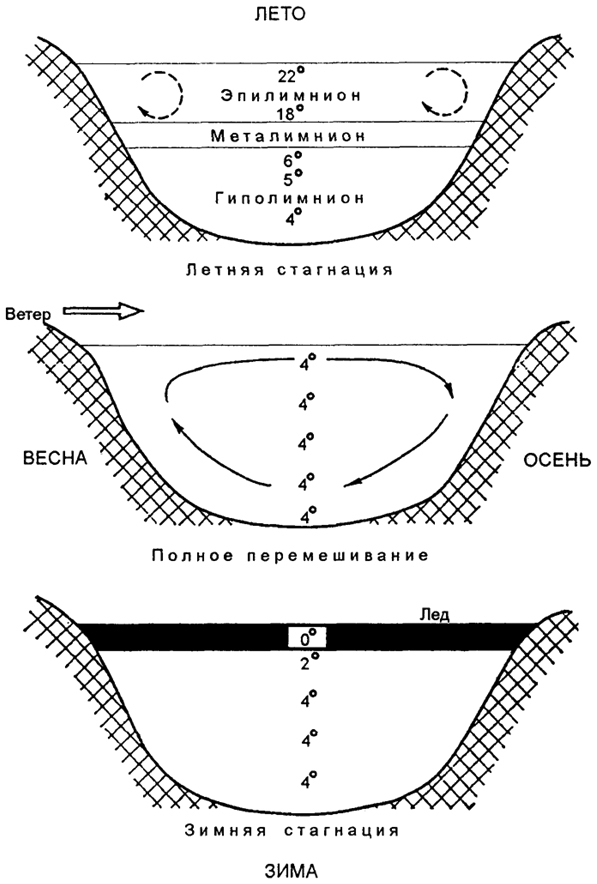 ЛЕТО
22°
Эпилимнион
18°
Металимнион
6°
5°
Гиполимнион
4°
Летняя стагнация
Ветер
4°
4°
4°
ВЕСНА
4°
ОСЕНЬ
4°
Полное перемешивание
Лед
0°
2°
4°
4°
4°
Зимняя стагнация
ЗИМА